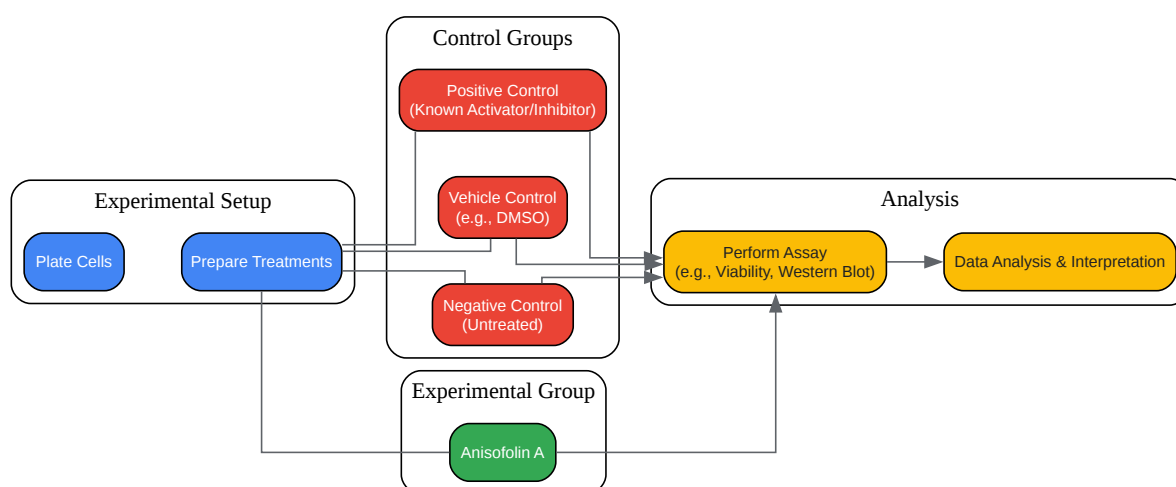 Control Groups
Positive Control
(Known Activator/Inhibitor)
Vehicle Control
(e.g., DMSO)
Negative Control
(Untreated)
Experimental Setup
Plate Cells
Prepare Treatments
Analysis
Perform Assay
(e.g., Viability, Western Blot)
Data Analysis & Interpretation
Experimental Group
Anisofolin A